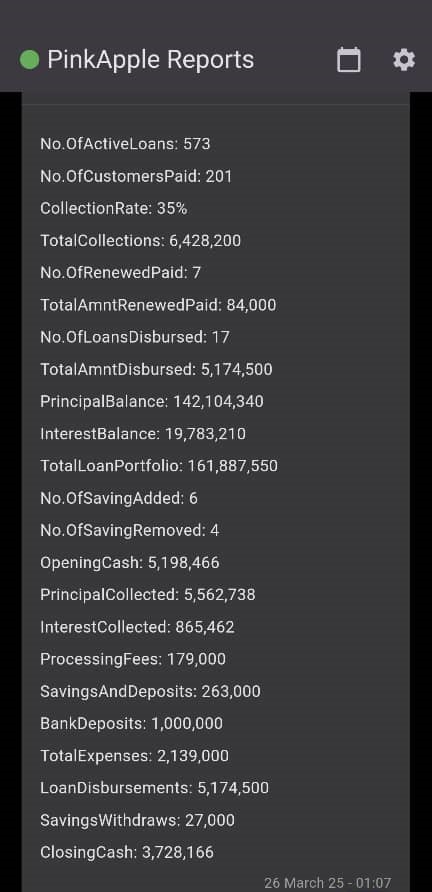 PinkApple Reports
No.OfActiveLoans: 573
No.OfCustomersPaid: 201
CollectionRate: 35%
TotalCollections: 6,428,200
No.OfRenewedPaid: 7
TotalAmntRenewedPaid: 84,000
No.OfLoansDisbursed: 17
TotalAmntDisbursed: 5,174,500
PrincipalBalance: 142,104,340
InterestBalance: 19,783,210
TotalLoanPortfolio: 161,887,550
No.OfSavingAdded: 6
No.OfSavingRemoved: 4
OpeningCash: 5,198,466
PrincipalCollected: 5,562,738
InterestCollected: 865,462
ProcessingFees: 179,000
SavingsAndDeposits: 263,000
BankDeposits: 1,000,000
TotalExpenses: 2,139,000
LoanDisbursements: 5,174,500
SavingsWithdraws: 27,000
ClosingCash: 3,728,166
26 March 25 - 01:07